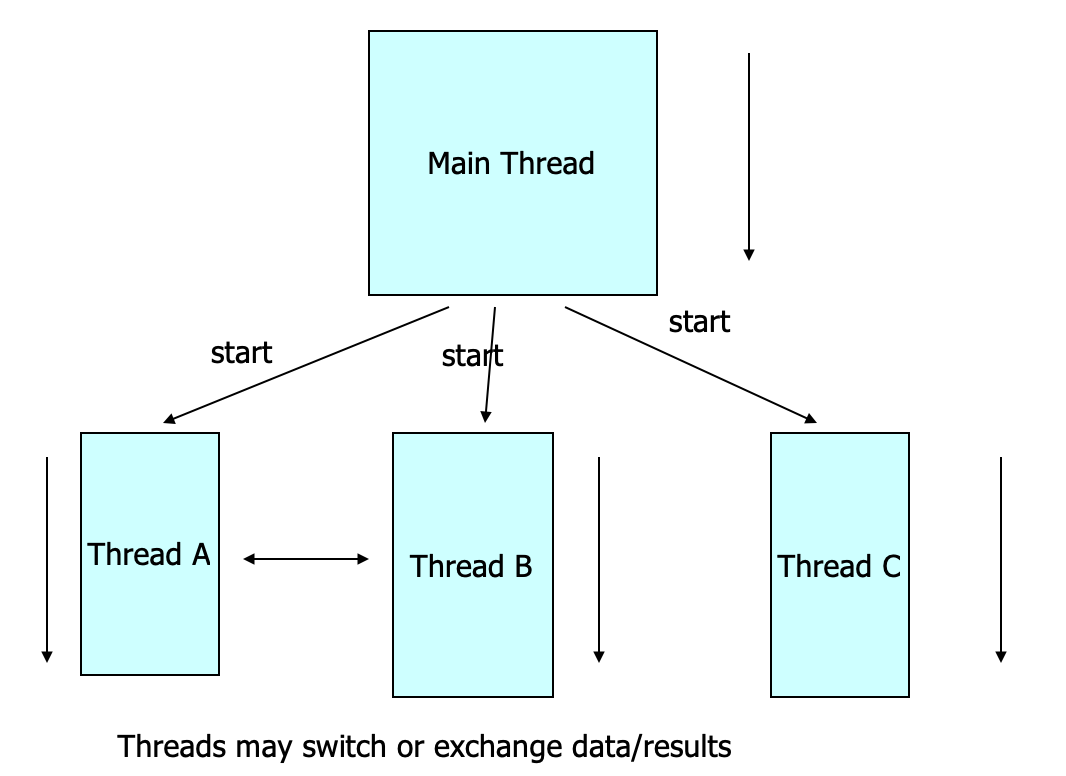 Main Thread
start
start
start
Thread A
Thread B
Thread C
Threads may switch or exchange data/results